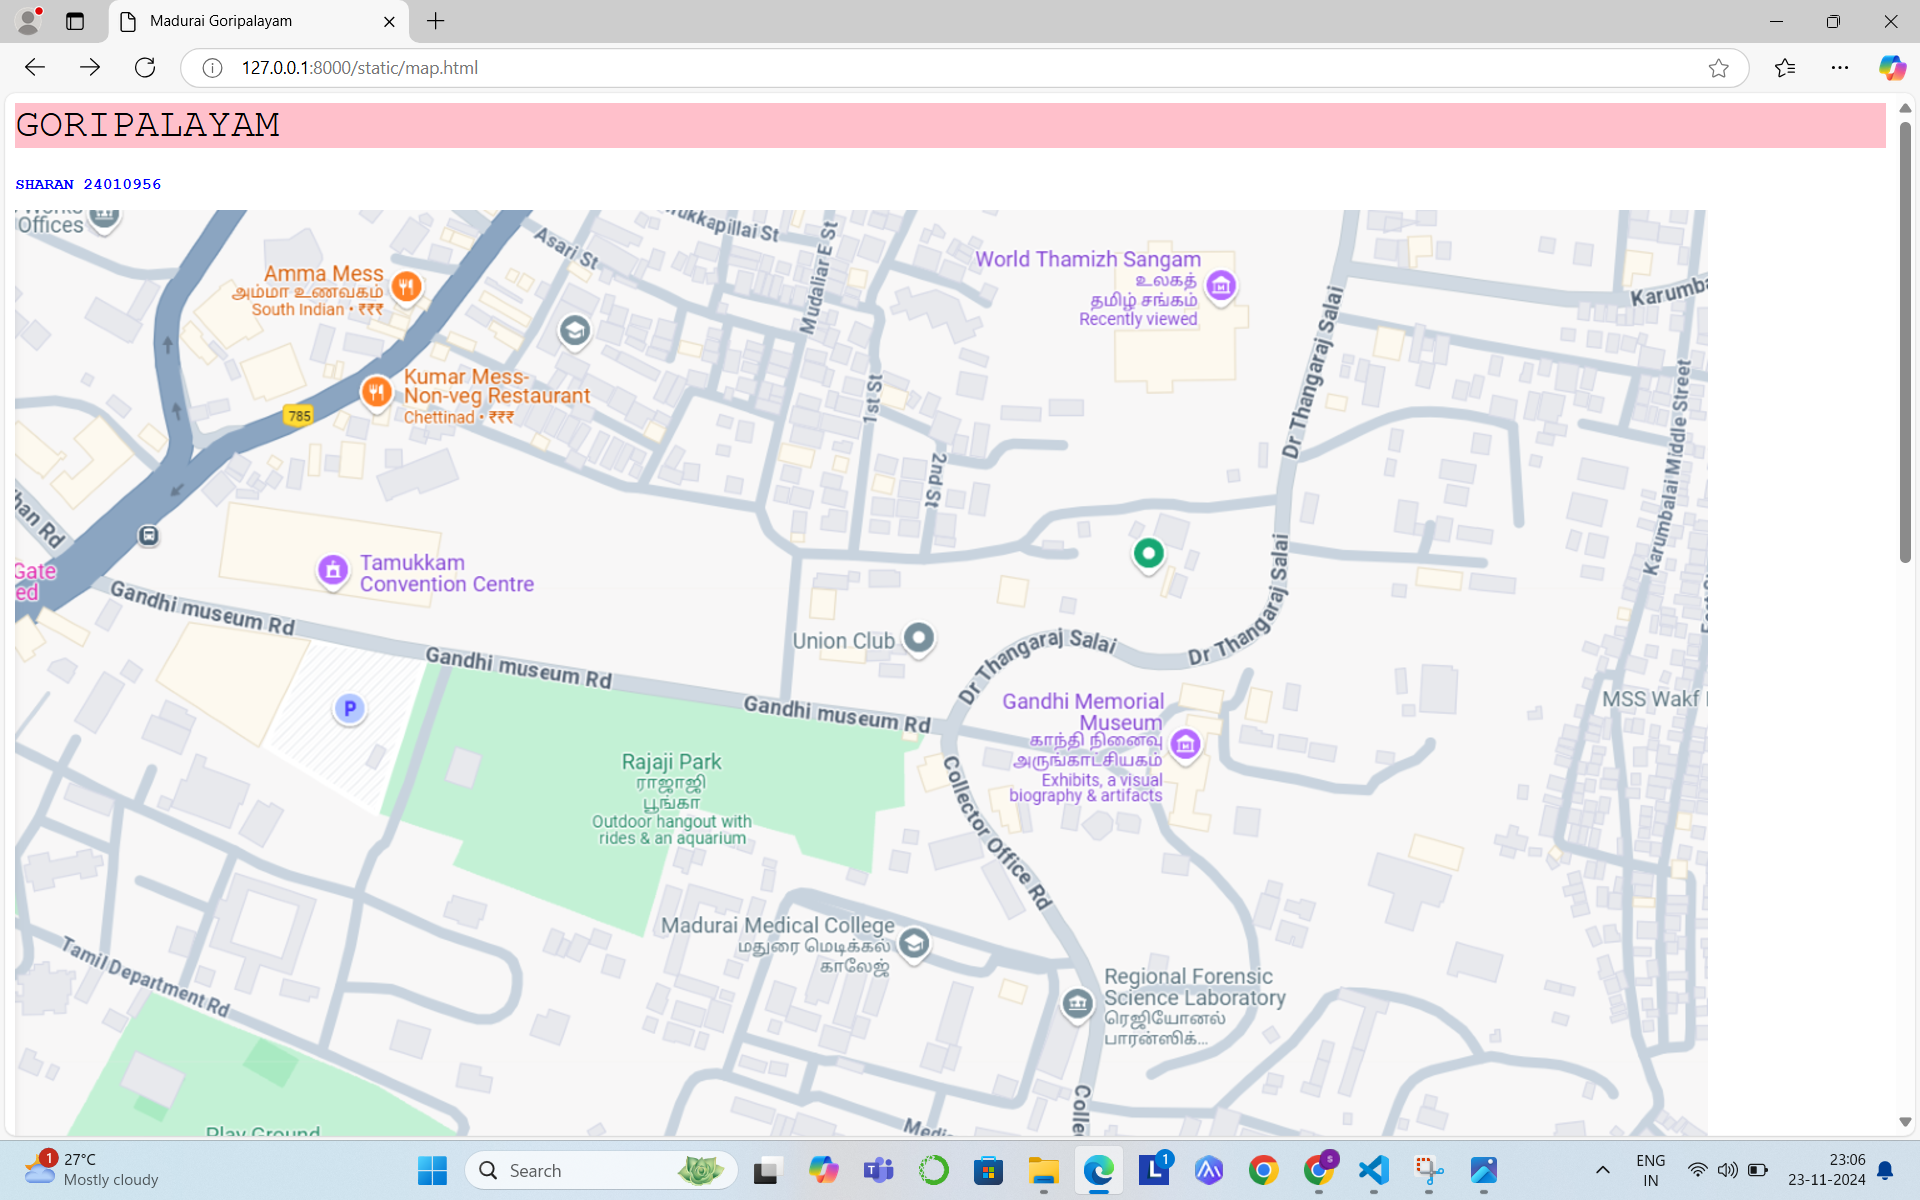 Madurai Goripalayam
127.0.0.1:8000/static/map.html
GORIPALAYAM
SHARAN 24010956
Offices
Asari St
Mudaliar E St
Amma Mess
அம்மா உணவகம்
South Indian • ₹₹₹
World Thamizh Sangam
உலகத்
தமிழ் சங்கம்
Recently viewed
Kumar Mess-
Non-veg Restaurant
Chettinad • ₹₹₹
785
1st St
2nd St
Dr Thangaraj Salai
Karumbalai Middle Street
Tamukkam
Convention Centre
Gate
Gandhi museum Rd
Dr Thangaraj Salai
Union Club
Dr Thangaraj Salai
Dr Thangaraj Salai
Gandhi museum Rd
Gandhi museum Rd
P
MSS Wakf
Gandhi Memorial
Museum
காந்தி நினைவு
அருங்காட்சியகம்
Exhibits, a visual
biography & artifacts
Rajaji Park
ராஜாஜி
பூங்கா
Outdoor hangout with
rides & an aquarium
Collector Office Rd
Madurai Medical College
மதுரை மெடிக்கல்
காலேஜ்
Tamil Department Rd
Regional Forensic
Science Laboratory
ரெஜியோனல்
பாரன்ஸிக்...
Play Ground
1
27°C
Mostly cloudy
Search
L
1
S
ENG
IN
23:06
23-11-2024